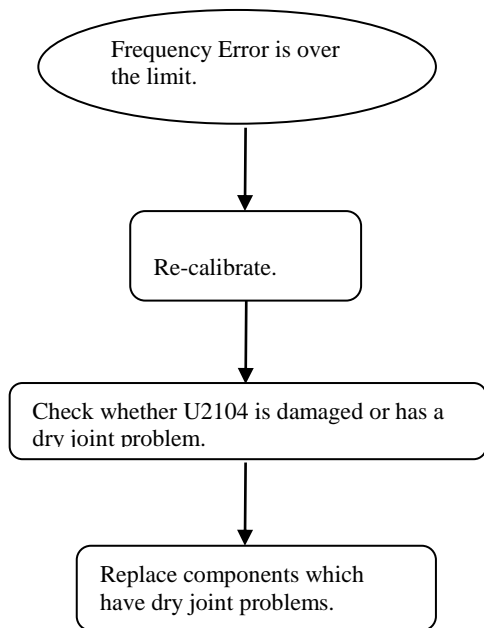 Frequency Error is over
the limit.
Re-calibrate.
Check whether U2104 is damaged or has a
dry joint problem.
Replace components which
have dry joint problems.